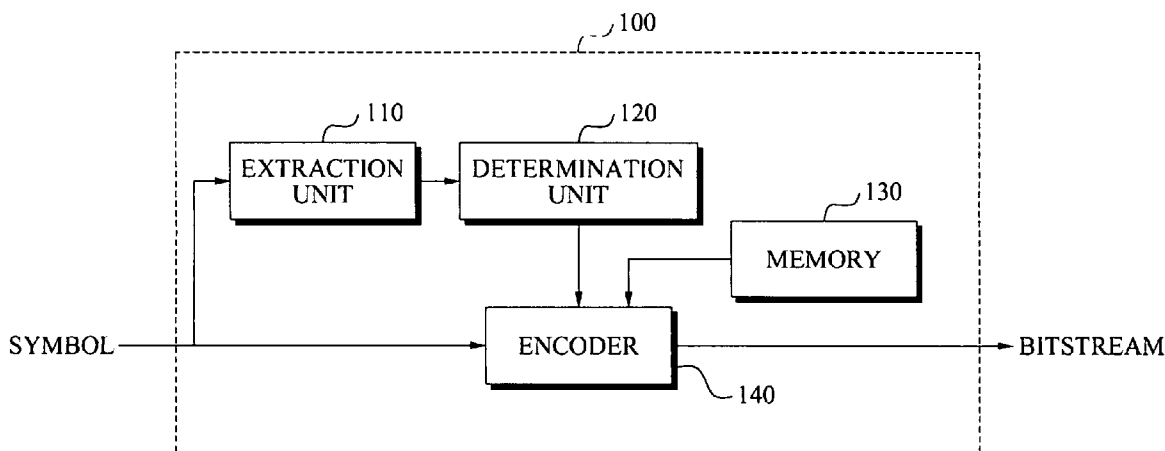 100
110
120
EXTRACTION
UNIT
DETERMINATION
UNIT
130
MEMORY
SYMBOL
ENCODER
BITSTREAM
140